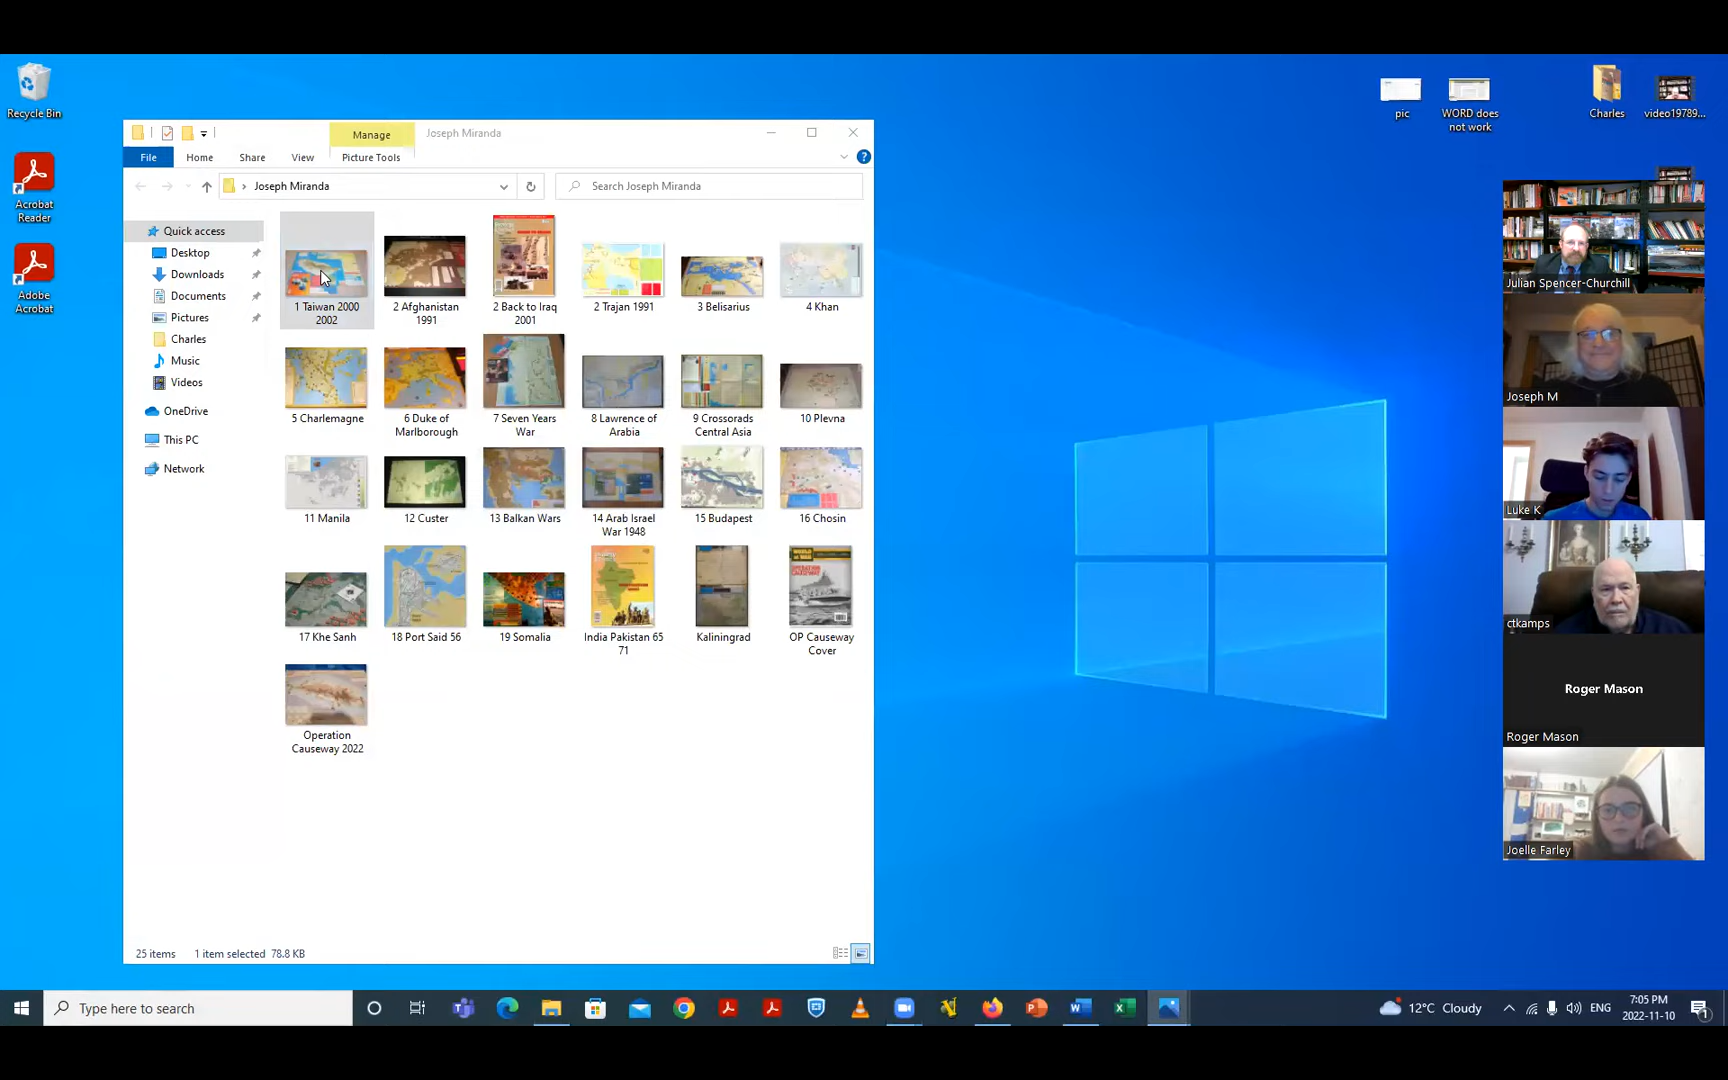 Recycle Bin
Acrobat
Reader
Adobe
Acrobat
Manage
Joseph Miranda
File
Home
Share
View
Picture Tools
Joseph Miranda
Search Joseph Miranda
Quick access
Desktop
Downloads
Documents
Pictures
Charles
Music
Videos
OneDrive
This PC
Network
1 Taiwan 2000
2002
2 Afghanistan
1991
2 Back to Iraq
2001
2 Trajan 1991
3 Belisarius
4 Khan
5 Charlemagne
6 Duke of
Marlborough
7 Seven Years
War
8 Lawrence of
Arabia
9 Crossorads
Central Asia
10 Plevna
11 Manila
12 Custer
13 Balkan Wars
14 Arab Israel
War 1948
15 Budapest
16 Chosin
17 Khe Sanh
18 Port Said 56
19 Somalia
India Pakistan 65
71
Kaliningrad
OP Causeway
Cover
Operation
Causeway 2022
25 items
1 item selected 78.8 KB
pic
WORD does
not work
Charles
video19789...
Julian Spencer-Churchill
Joseph M
Luke K
ctkamps
Roger Mason
Roger Mason
Joelle Farley
Type here to search
12°C Cloudy
ENG
7:05 PM
2022-11-10
1